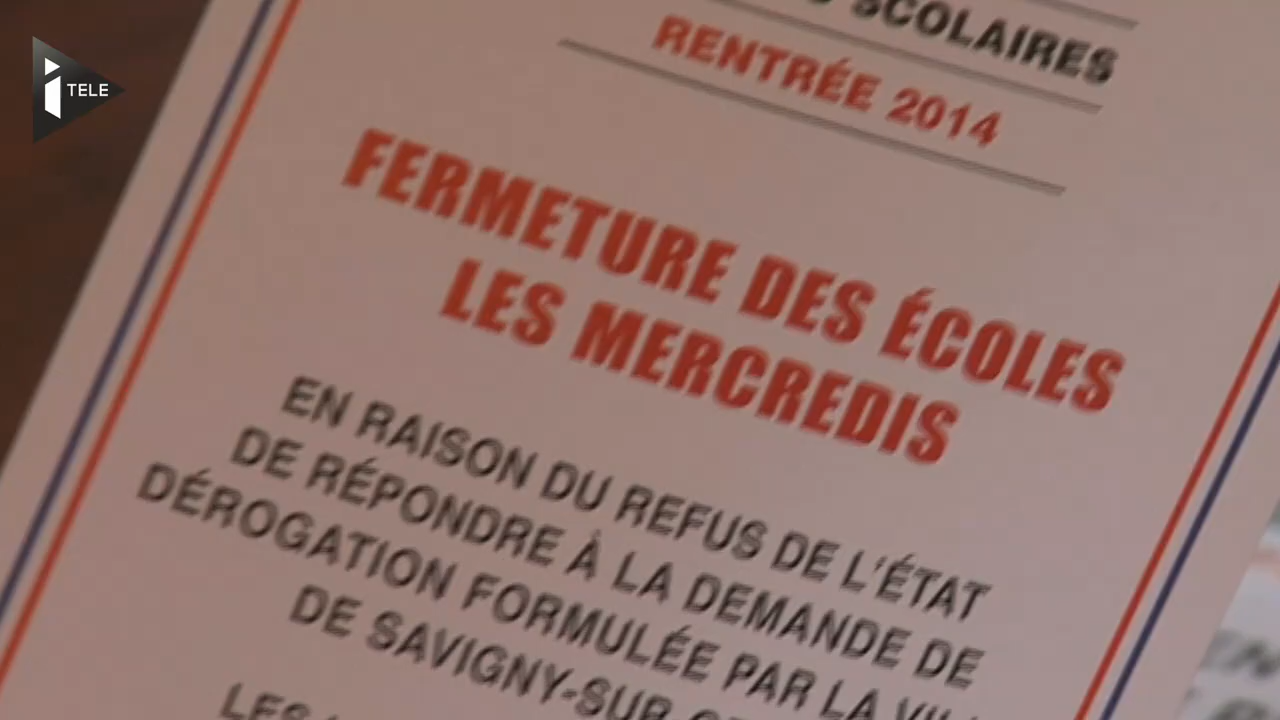 TELE
SCOLAIRES
RENTRÉE 2014
FERMETURE DES ÉCOLES
LES MERCREDIS
EN RAISON DU REFUS DE L'ÉTAT
DE RÉPONDRE À LA DEMANDE DE
DÉROGATION FORMULÉE PAR LA
DE SAVIGNY-SUR